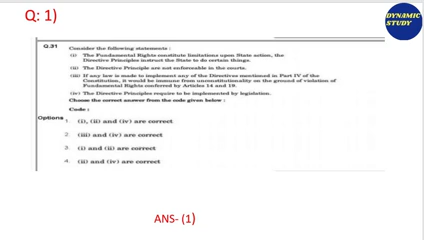 Q: 1)
DYNAMIC
STUDY
Q.31 Consider the following statements :
(i) The Fundamental Rights constitute limitations upon State action, the
Directive Principles instruct the State to do certain things.
(ii) The Directive Principle are not enforceable in the courts.
(iii) If any law is made to implement any of the Directives mentioned in Part IV of the
Constitution, it would be immune from unconstitutionality on the ground of violation of
Fundamental Rights conferred by Articles 14 and 19.
(iv) The Directive Principles require to be implemented by legislation.
Choose the correct answer from the code given below :
Code :
Options 1. (i), (ii) and (iv) are correct
2. (iii) and (iv) are correct
3. (i) and (ii) are correct
4. (ii) and (iv) are correct
ANS- (1)